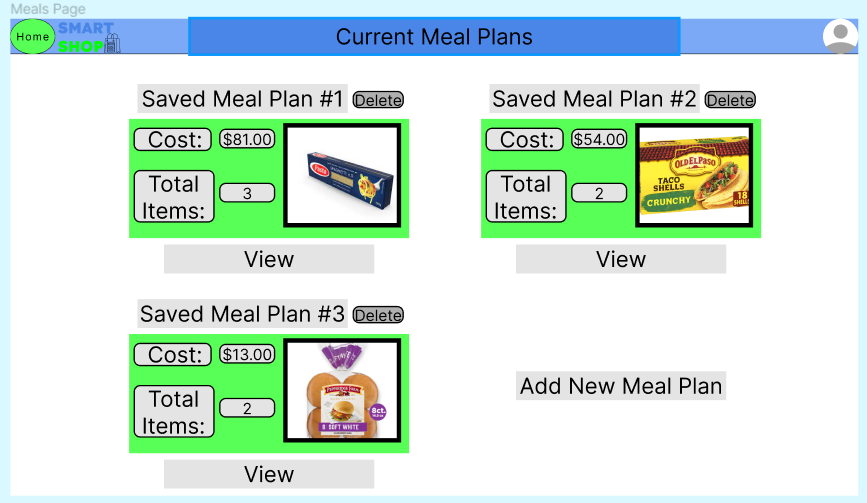 Meals Page
Home
SMART
SHOP
Current Meal Plans
Saved Meal Plan #1
Delete
Cost:
$81.00
Total
Items:
3
View
Saved Meal Plan #2
Delete
Cost:
$54.00
Total
Items:
2
OLD EL PASO
TACO
SHELLS
CRUNCHY
18
SHELLS
View
Saved Meal Plan #3
Delete
Cost:
$13.00
Total
Items:
2
PEPPERIDGE FARM
8ct.
8 SOFT WHITE
View
Add New Meal Plan